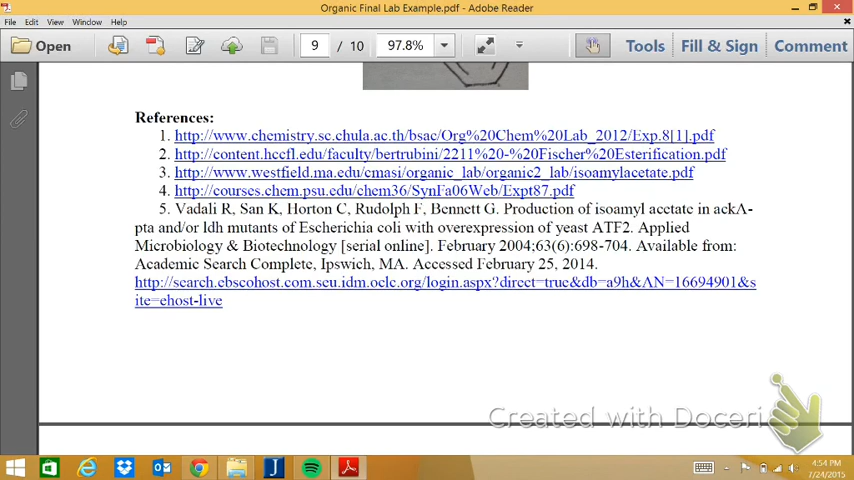 Organic Final Lab Example.pdf - Adobe Reader
File Edit View Window Help
Open 9 / 10 97.8% Tools Fill & Sign Comment
References:
1. http://www.chemistry.sc.chula.ac.th/bsac/Org%20Chem%20Lab_2012/Exp.8[1].pdf
2. http://content.hccfl.edu/faculty/bertrubini/2211%20-%20Fischer%20Esterification.pdf
3. http://www.westfield.ma.edu/cmasi/organic_lab/organic2_lab/isoamylacetate.pdf
4. http://courses.chem.psu.edu/chem36/SynFa06Web/Expt87.pdf
5. Vadali R, San K, Horton C, Rudolph F, Bennett G. Production of isoamyl acetate in ackA-
pta and/or ldh mutants of Escherichia coli with overexpression of yeast ATF2. Applied
Microbiology & Biotechnology [serial online]. February 2004;63(6):698-704. Available from:
Academic Search Complete, Ipswich, MA. Accessed February 25, 2014.
http://search.ebscohost.com.seu.idm.oclc.org/login.aspx?direct=true&db=a9h&AN=16694901&s
ite=ehost-live
Created with Doceri
4:54 PM
7/24/2015